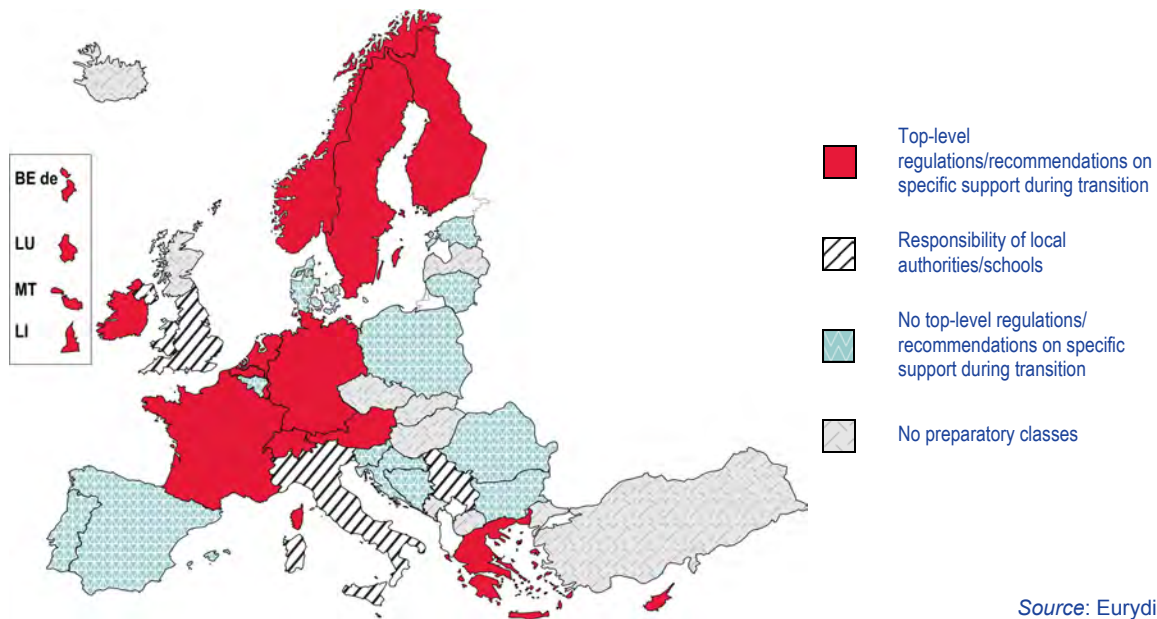 BE de
LU
MT
LI
Top-level
regulations/recommendations on
specific support during transition
Responsibility of local
authorities/schools
No top-level regulations/
recommendations on specific
support during transition
No preparatory classes
Source: Eurydi